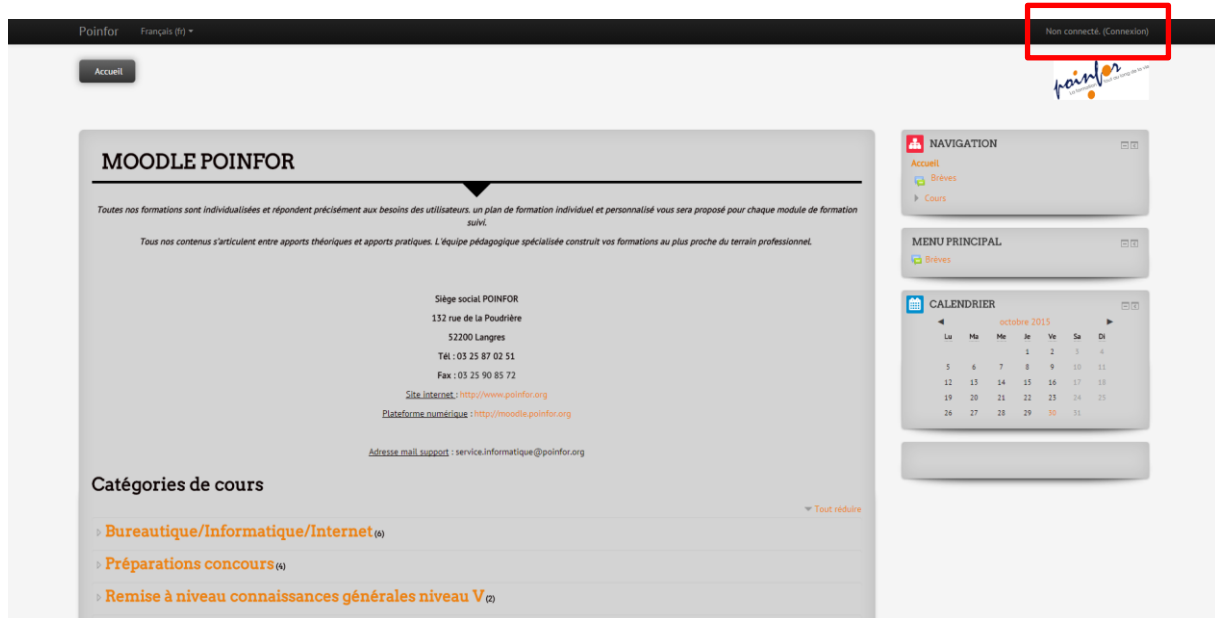 Poinfor Français (fr)
Non connecté. (Connexion)
Accueil
poinfor
MOODLE POINFOR
Toutes nos formations sont individualisées et répondent précisément aux besoins des utilisateurs. un plan de formation individuel et personnalisé vous sera proposé pour chaque module de formation
suivi.
Tous nos contenus s'articulent entre apports théoriques et apports pratiques. L'équipe pédagogique spécialisée construit vos formations au plus proche du terrain professionnel.
Siège social POINFOR
132 rue de la Poudrière
52200 Langres
Tél : 03 25 87 02 51
Fax : 03 25 90 85 72
Site internet : http://www.poinfor.org
Plateforme numérique : http://moodle.poinfor.org
Adresse mail support : service.informatique@poinfor.org
Catégories de cours
Tout réduire
Bureautique/Informatique/Internet (6)
Préparations concours (4)
Remise à niveau connaissances générales niveau V (2)
NAVIGATION
Accueil
Brèves
Cours
MENU PRINCIPAL
Brèves
CALENDRIER
octobre 2015
Lu Ma Me Je Ve Sa Di
1 2 3 4
5 6 7 8 9 10 11
12 13 14 15 16 17 18
19 20 21 22 23 24 25
26 27 28 29 30 31